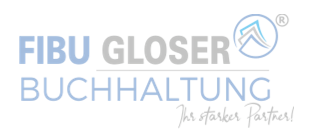 FIBU GLOSER ®
BUCHHALTUNG
Ihr starker Partner!